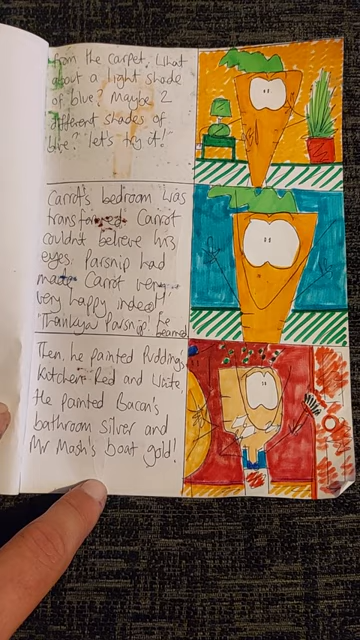 from the carpet. What
about a light shade
of blue? Maybe 2
different shades of
blue? "let's try it!"
Carrot's bedroom was
transformed. Carrot
couldn't believe his
eyes. Parsnip had
made Carrot very
very happy indeed!
"Thankyou Parsnip" he
beamed
Then, he painted Pudding's
Kitchen Red and White
He painted Bacon's
bathroom silver and
Mr Mash's boat gold!